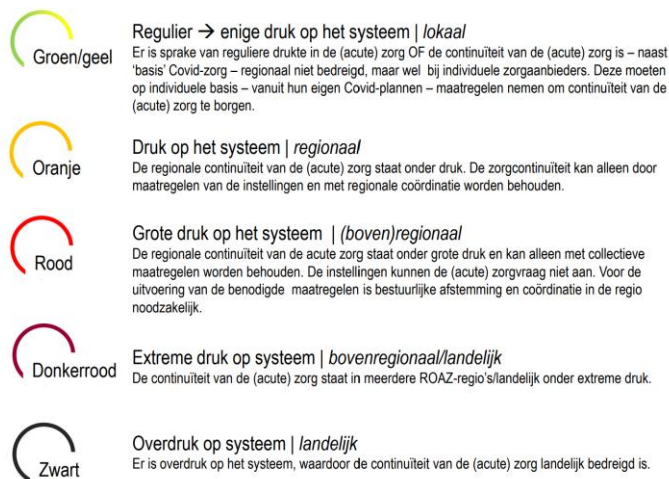 Groen/geel
Regulier → enige druk op het systeem | lokaal
Er is sprake van reguliere drukte in de (acute) zorg OF de continuïteit van de (acute) zorg is – naast
'basis' Covid-zorg – regionaal niet bedreigd, maar wel bij individuele zorgaanbieders. Deze moeten
op individuele basis – vanuit hun eigen Covid-plannen – maatregelen nemen om continuïteit van de
(acute) zorg te borgen.
Oranje
Druk op het systeem | regionaal
De regionale continuïteit van de (acute) zorg staat onder druk. De zorgcontinuïteit kan alleen door
maatregelen van de instellingen en met regionale coördinatie worden behouden.
Rood
Grote druk op het systeem | (boven)regionaal
De regionale continuïteit van de acute zorg staat onder grote druk en kan alleen met collectieve
maatregelen worden behouden. De instellingen kunnen de (acute) zorgvraag niet aan. Voor de
uitvoering van de benodigde maatregelen is bestuurlijke afstemming en coördinatie in de regio
noodzakelijk.
Donkerrood
Extreme druk op systeem | bovenregionaal/landelijk
De continuïteit van de (acute) zorg staat in meerdere ROAZ-regio's/landelijk onder extreme druk.
Zwart
Overdruk op systeem | landelijk
Er is overdruk op het systeem, waardoor de continuïteit van de (acute) zorg landelijk bedreigd is.